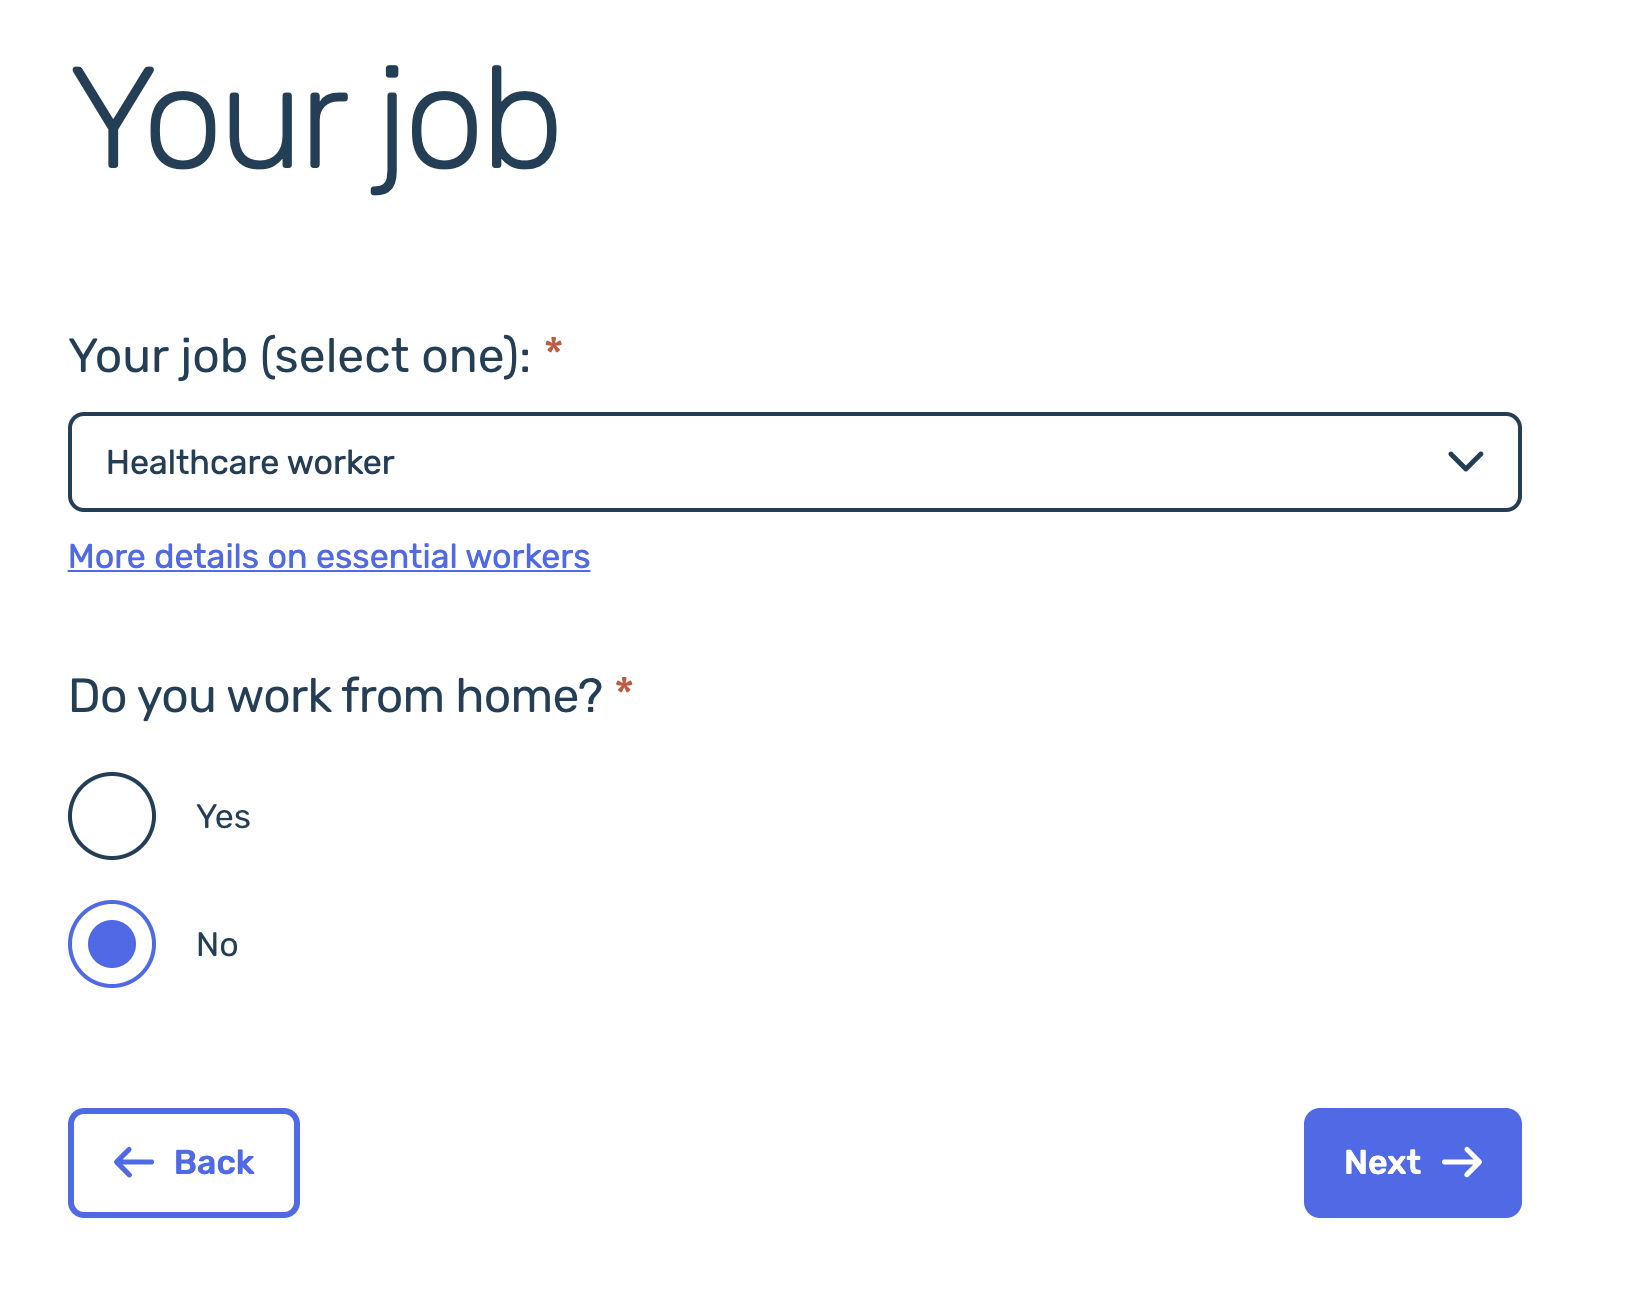 Your job
Your job (select one): *
Healthcare worker
More details on essential workers
Do you work from home? *
Yes
No
Back
Next